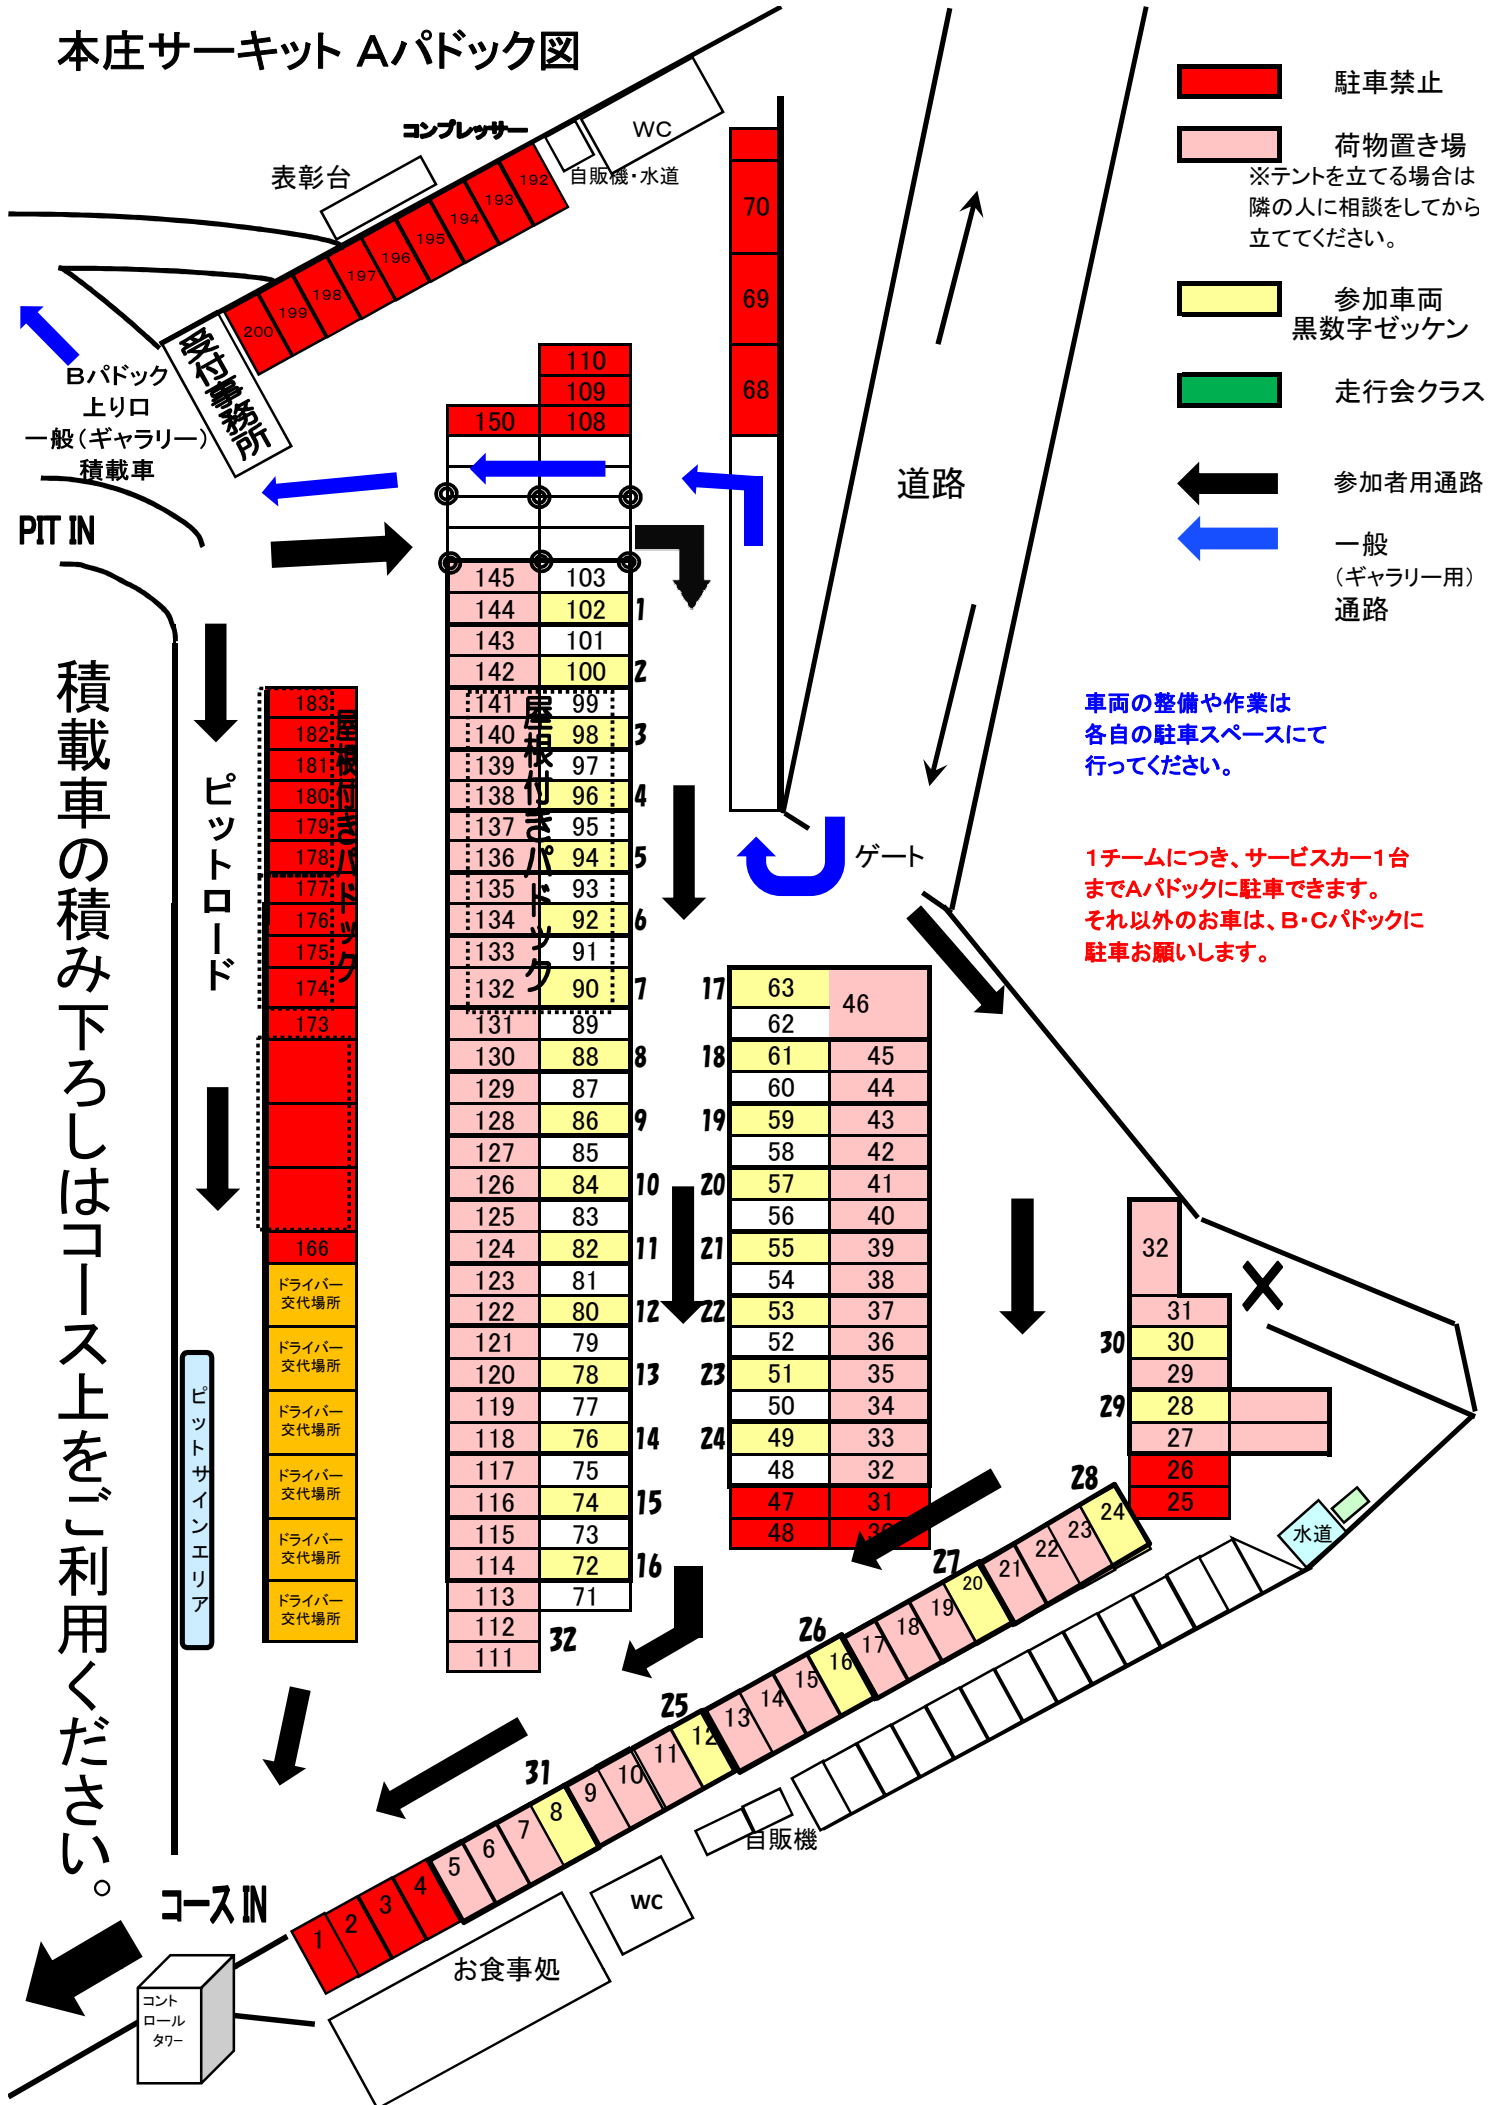 本庄サーキット Aパドック図
コンプレッサー
WC
表彰台
自販機・水道
192
193
194
195
196
197
198
199
200
受付事務所
Bパドック
上り口
一般(ギャラリー)
積載車
PIT IN
70
69
68
道路
ゲート
駐車禁止
荷物置き場
※テントを立てる場合は
隣の人に相談をしてから
立ててください。
参加車両
黒数字ゼッケン
走行会クラス
参加者用通路
一般
(ギャラリー用)
通路
車両の整備や作業は
各自の駐車スペースにて
行ってください。
1チームにつき、サービスカー1台
までAパドックに駐車できます。
それ以外のお車は、B・Cパドックに
駐車お願いします。
積載車の積み下ろしはコース上をご利用ください。
ピットロード
ピットサインエリア
183
182
181
180
179
178
177
176
175
174
173
166
屋根付きパドック
ドライバー
交代場所
ドライバー
交代場所
ドライバー
交代場所
ドライバー
交代場所
ドライバー
交代場所
ドライバー
交代場所
110
109
150 108
145 103
144 102 1
143 101
142 100 2
141 99
140 98 3
139 97
138 96 4
137 95
136 94 5
135 93
134 92 6
133 91
132 90 7
131 89
130 88 8
129 87
128 86 9
127 85
126 84 10
125 83
124 82 11
123 81
122 80 12
121 79
120 78 13
119 77
118 76 14
117 75
116 74 15
115 73
114 72 16
113 71
112
111
32
屋根付きパドック
17 63 46
62
18 61 45
60 44
19 59 43
58 42
20 57 41
56 40
21 55 39
54 38
22 53 37
52 36
23 51 35
50 34
24 49 33
48 32
47 31
48
32
31
30 30
29
29 28
27
26
25
28
24
23
22
21
27
20
19
18
17
26
16
15
14
13
25
12
11
10
9
31
8
7
6
5
4
3
2
1
水道
自販機
WC
お食事処
コースIN
コント
ロール
タワー